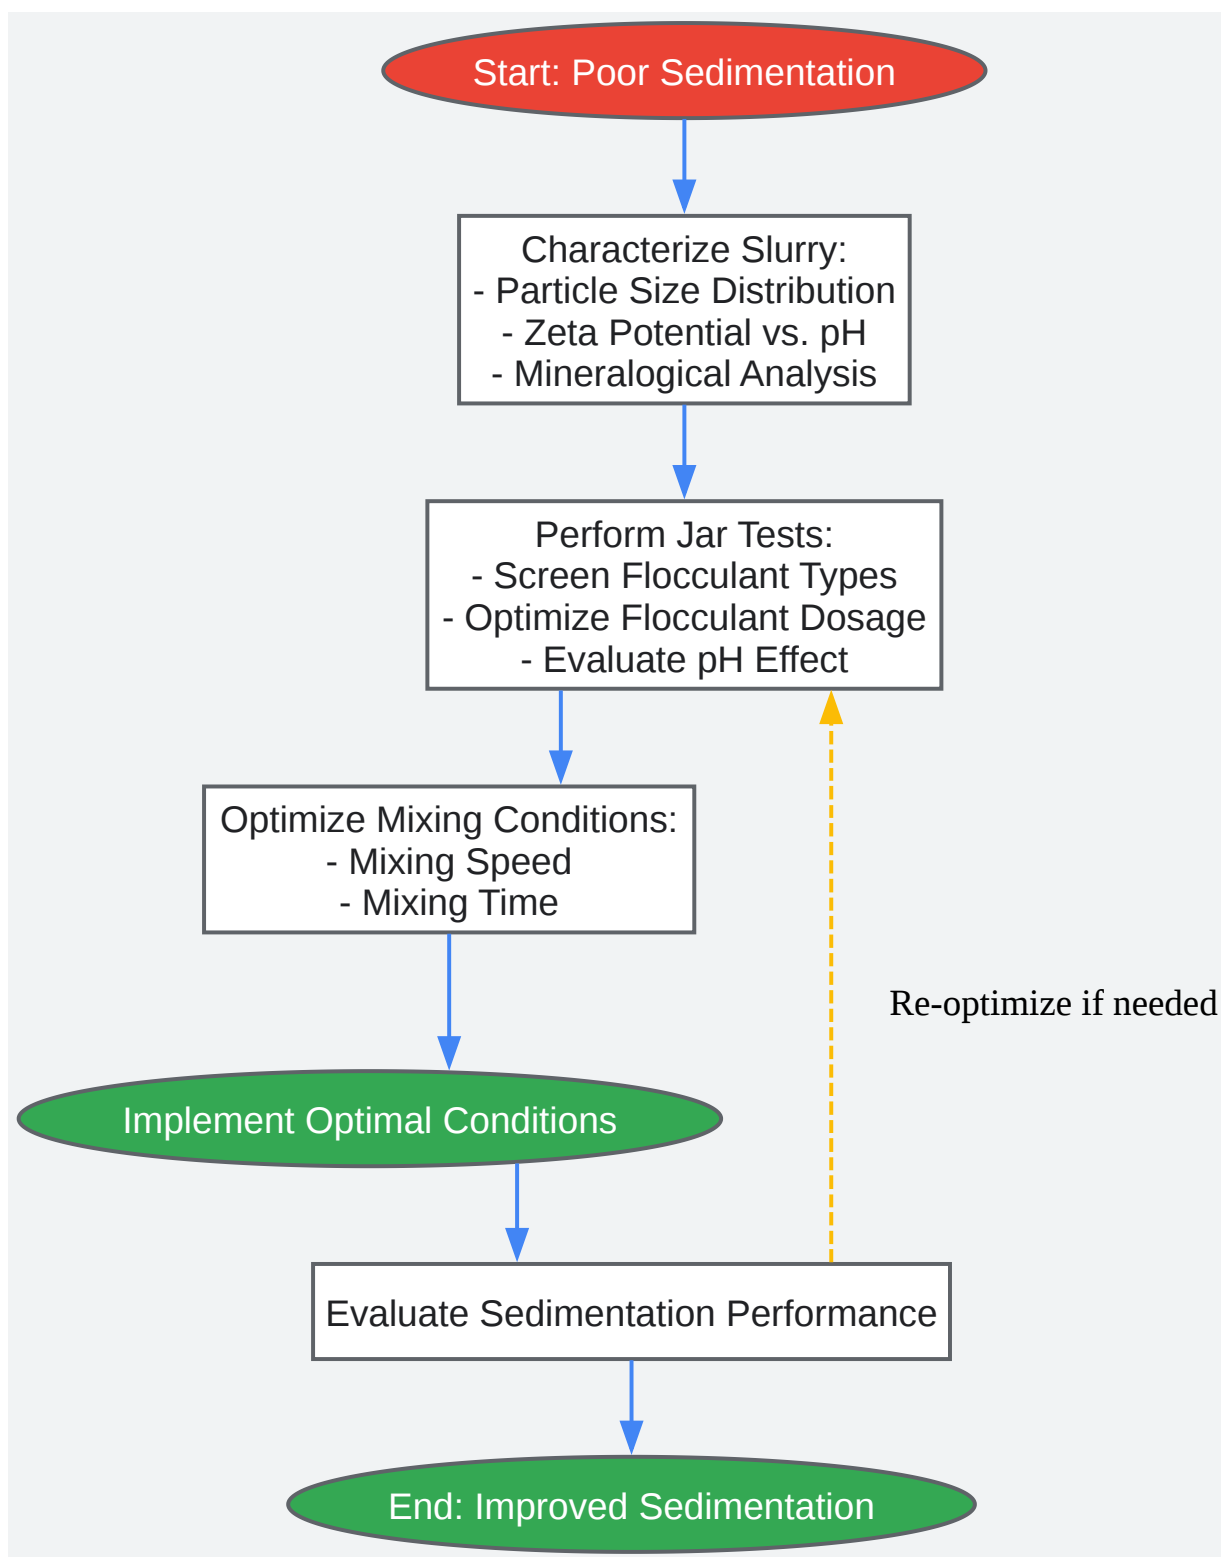 Start: Poor Sedimentation
Characterize Slurry:
- Particle Size Distribution
- Zeta Potential vs. pH
- Mineralogical Analysis
Perform Jar Tests:
- Screen Flocculant Types
- Optimize Flocculant Dosage
- Evaluate pH Effect
Optimize Mixing Conditions:
- Mixing Speed
- Mixing Time
Re-optimize if needed
Implement Optimal Conditions
Evaluate Sedimentation Performance
End: Improved Sedimentation